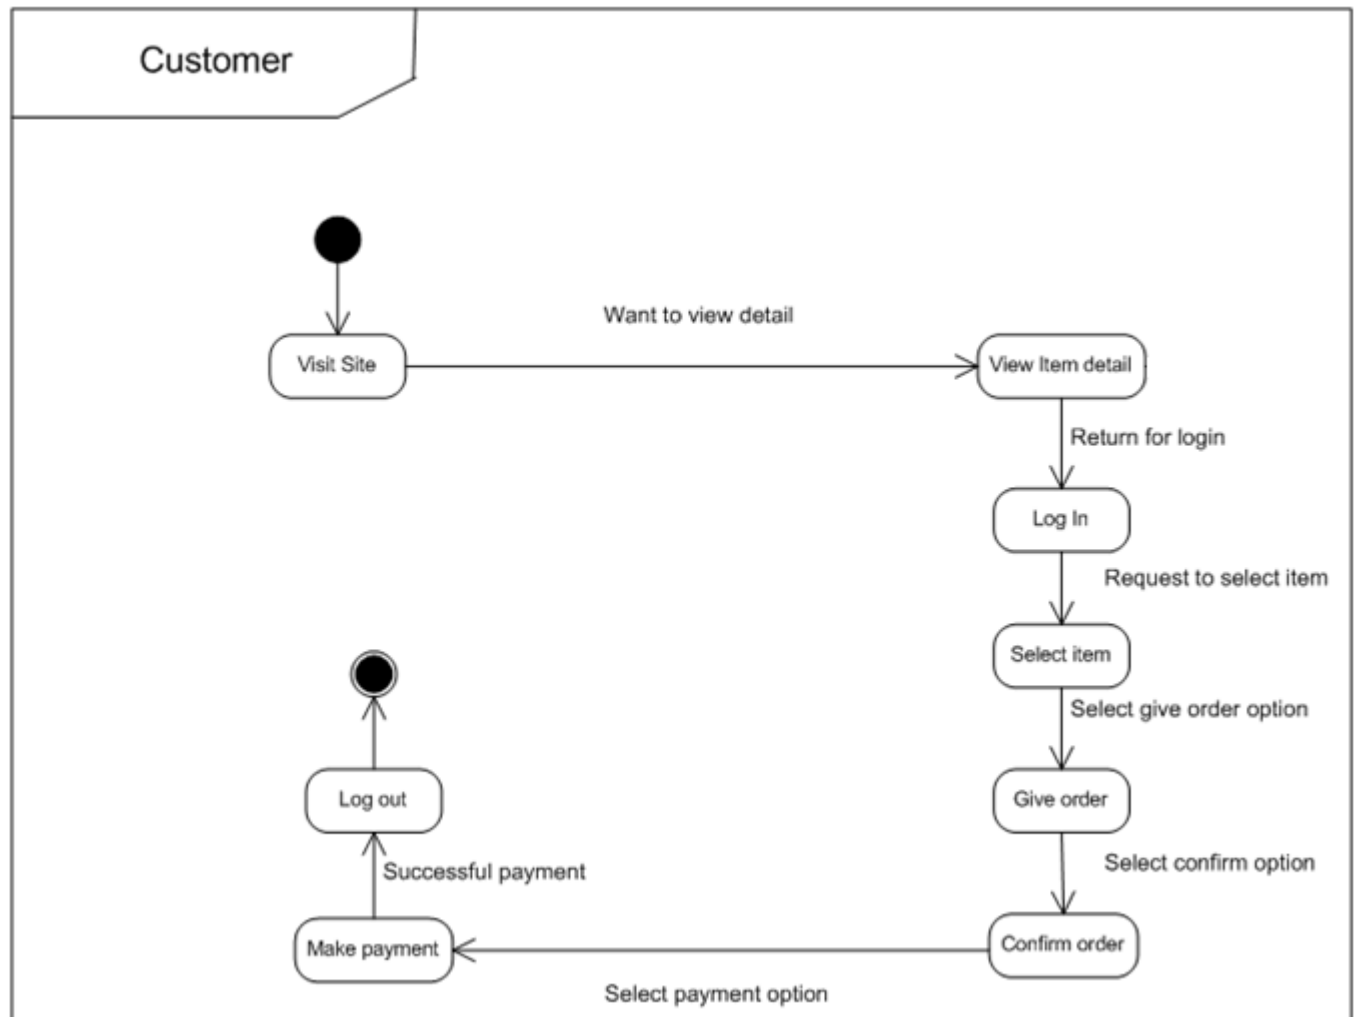 Customer
Want to view detail
Visit Site
View Item detail
Return for login
Log In
Request to select item
Select item
Select give order option
Log out
Give order
Successful payment
Select confirm option
Make payment
Confirm order
Select payment option